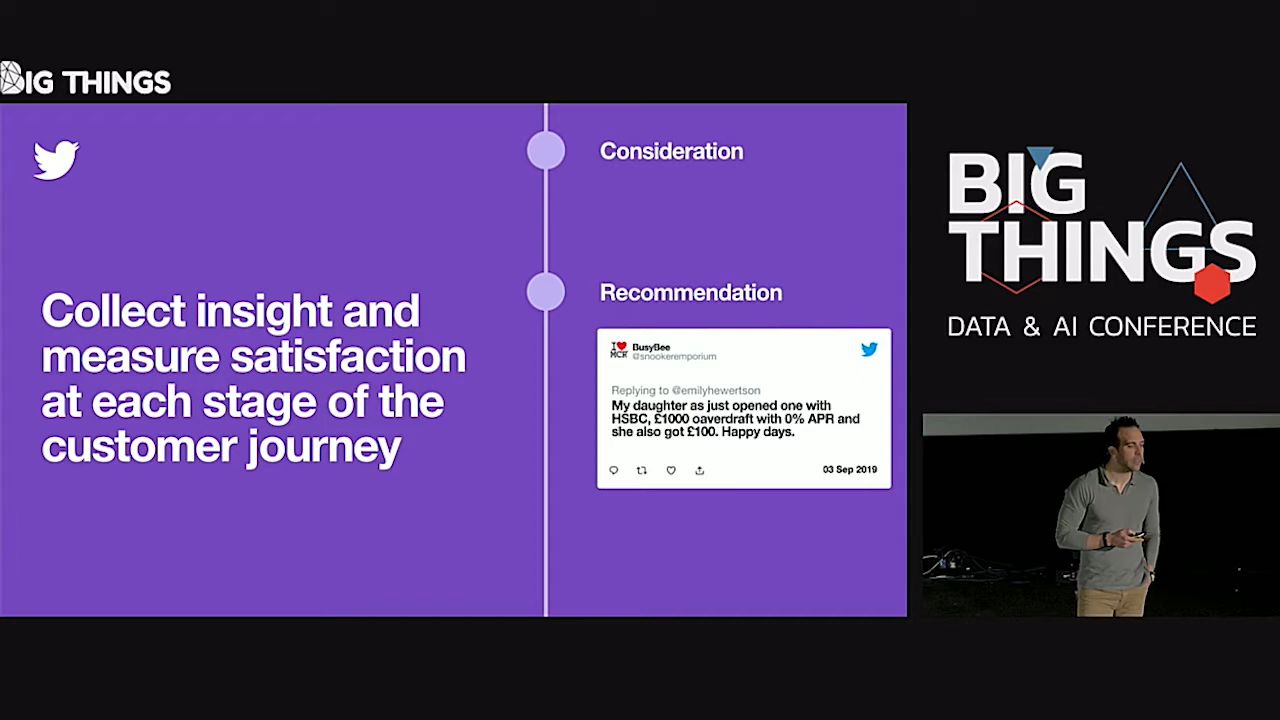 BIG THINGS
Collect insight and
measure satisfaction
at each stage of the
customer journey
Consideration
Recommendation
I ♥
MCR
BusyBee
@snookeremporium
Replying to @emilyhewertson
My daughter as just opened one with
HSBC, £1000 oaverdraft with 0% APR and
she also got £100. Happy days.
03 Sep 2019
BIG
THINGS
DATA & AI CONFERENCE